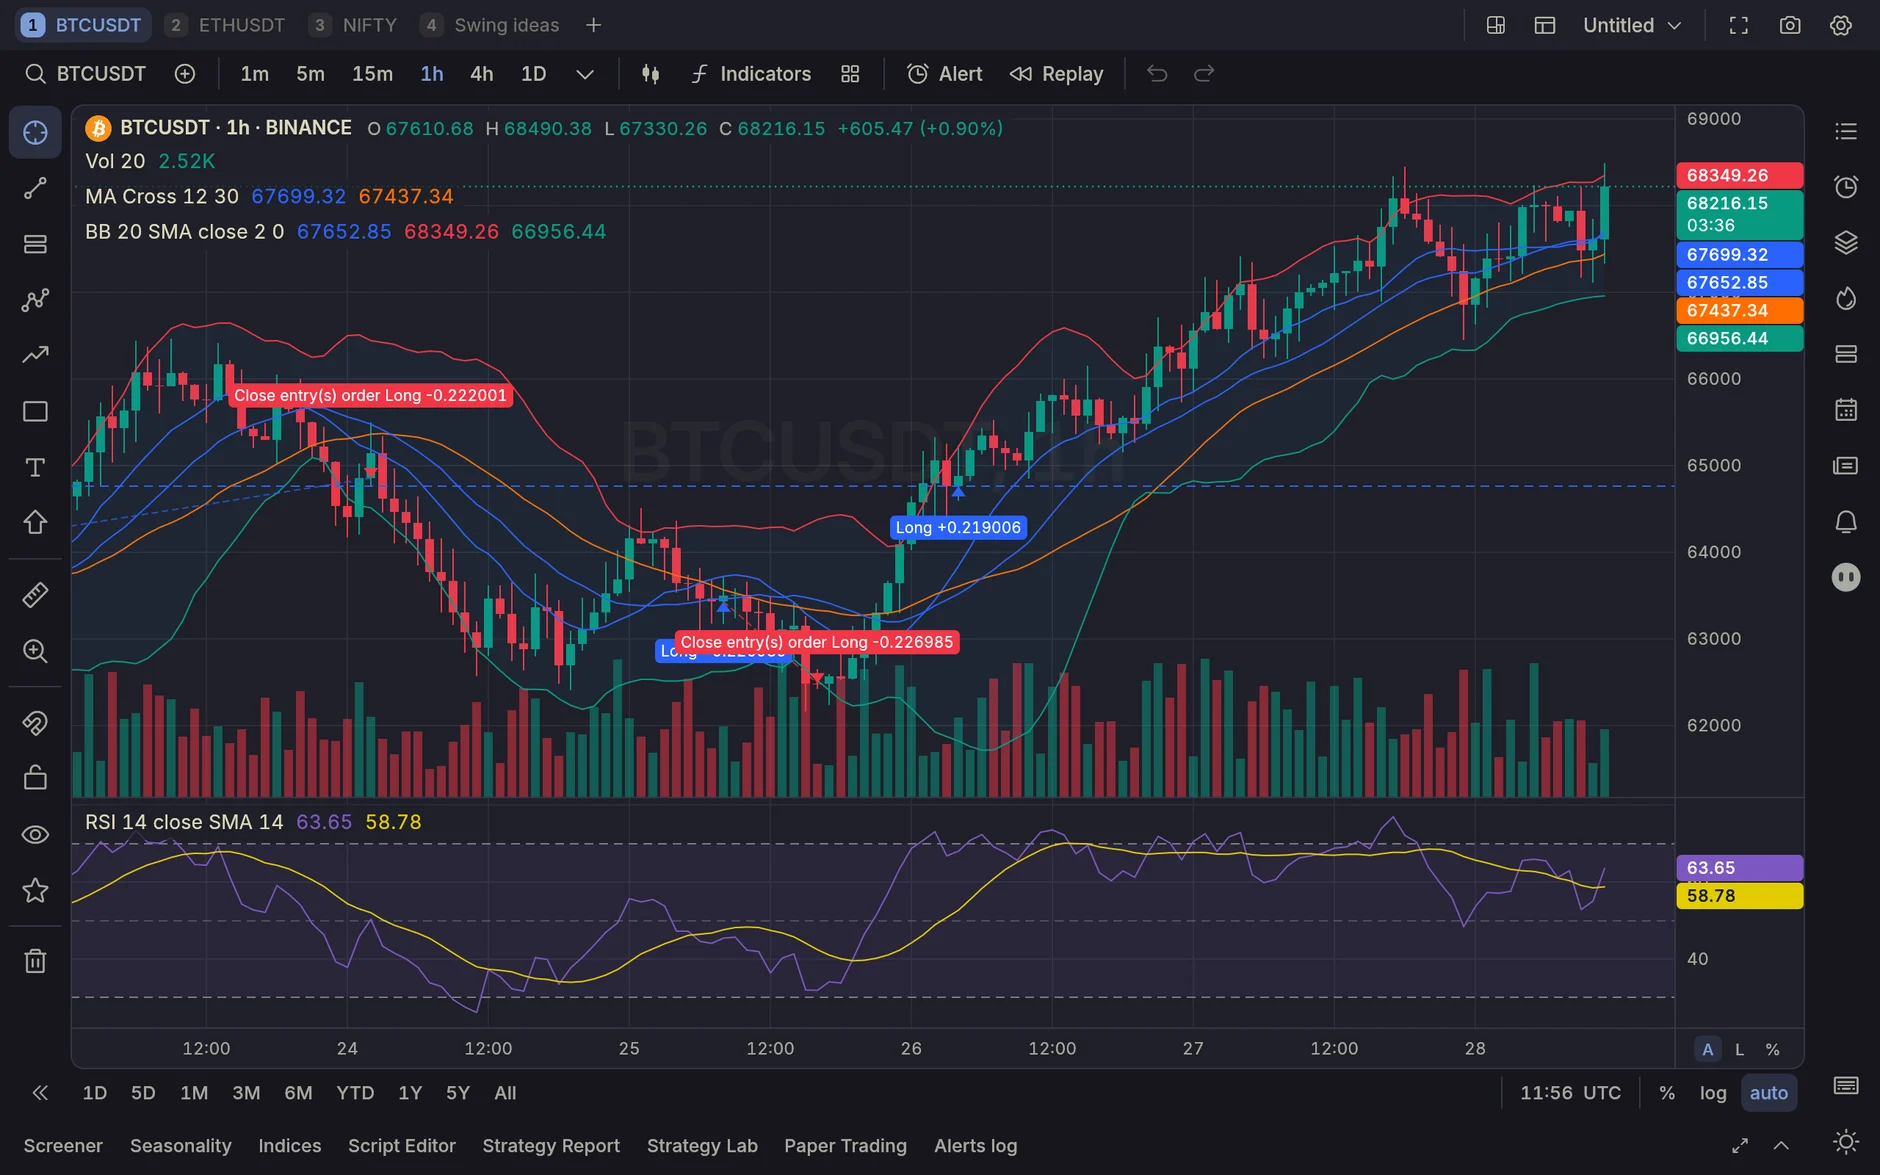 1 BTCUSDT 2 ETHUSDT 3 NIFTY 4 Swing ideas Untitled
BTCUSDT 1m 5m 15m 1h 4h 1D Indicators Alert Replay
BTCUSDT · 1h · BINANCE O 67610.68 H 68490.38 L 67330.26 C 68216.15 +605.47 (+0.90%)
Vol 20 2.52K
MA Cross 12 30 67699.32 67437.34
BB 20 SMA close 2 0 67652.85 68349.26 66956.44
69000
68349.26
68216.15
03:36
67699.32
67652.85
67437.34
66956.44
66000
65000
64000
63000
62000
BTCUSDT, 1h
Close entry(s) order Long -0.222001
Long +0.219006
Close entry(s) order Long -0.226985
RSI 14 close SMA 14 63.65 58.78
63.65
58.78
40
12:00 24 12:00 25 12:00 26 12:00 27 12:00 28 A L %
1D 5D 1M 3M 6M YTD 1Y 5Y All 11:56 UTC % log auto
Screener Seasonality Indices Script Editor Strategy Report Strategy Lab Paper Trading Alerts log